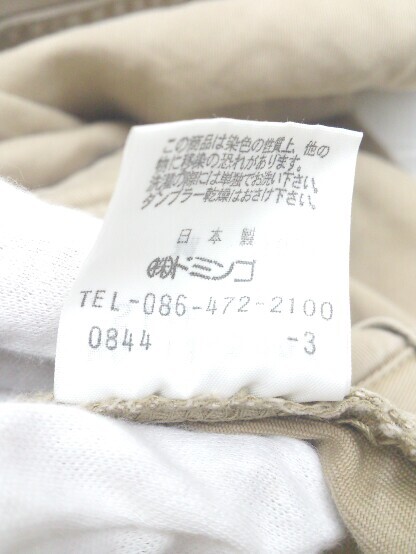 この商品は染色の性質上、他の
物に移染の恐れがあります。
洗濯の際には単独でお洗い下さい。
タンブラー乾燥はおさけ下さい。
日本製
㈱ドミンゴ
TEL-086-472-2100
0844 -3